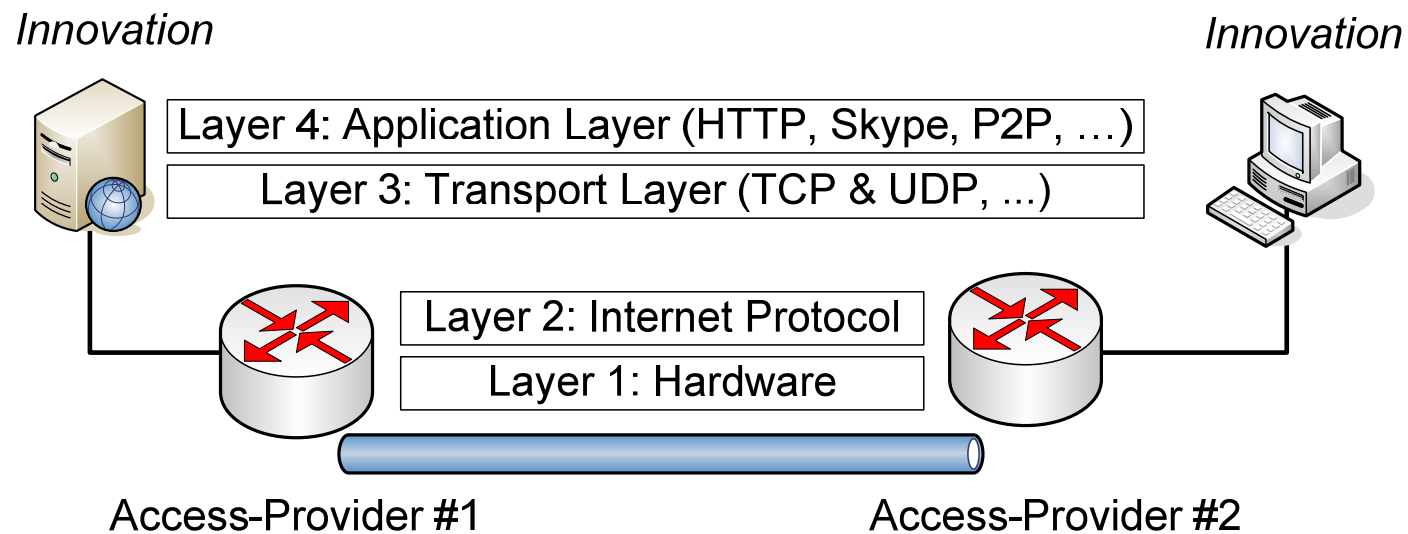 Innovation
Innovation
Layer 4: Application Layer (HTTP, Skype, P2P, …)
Layer 3: Transport Layer (TCP & UDP, ...)
Layer 2: Internet Protocol
Layer 1: Hardware
Access-Provider #1
Access-Provider #2